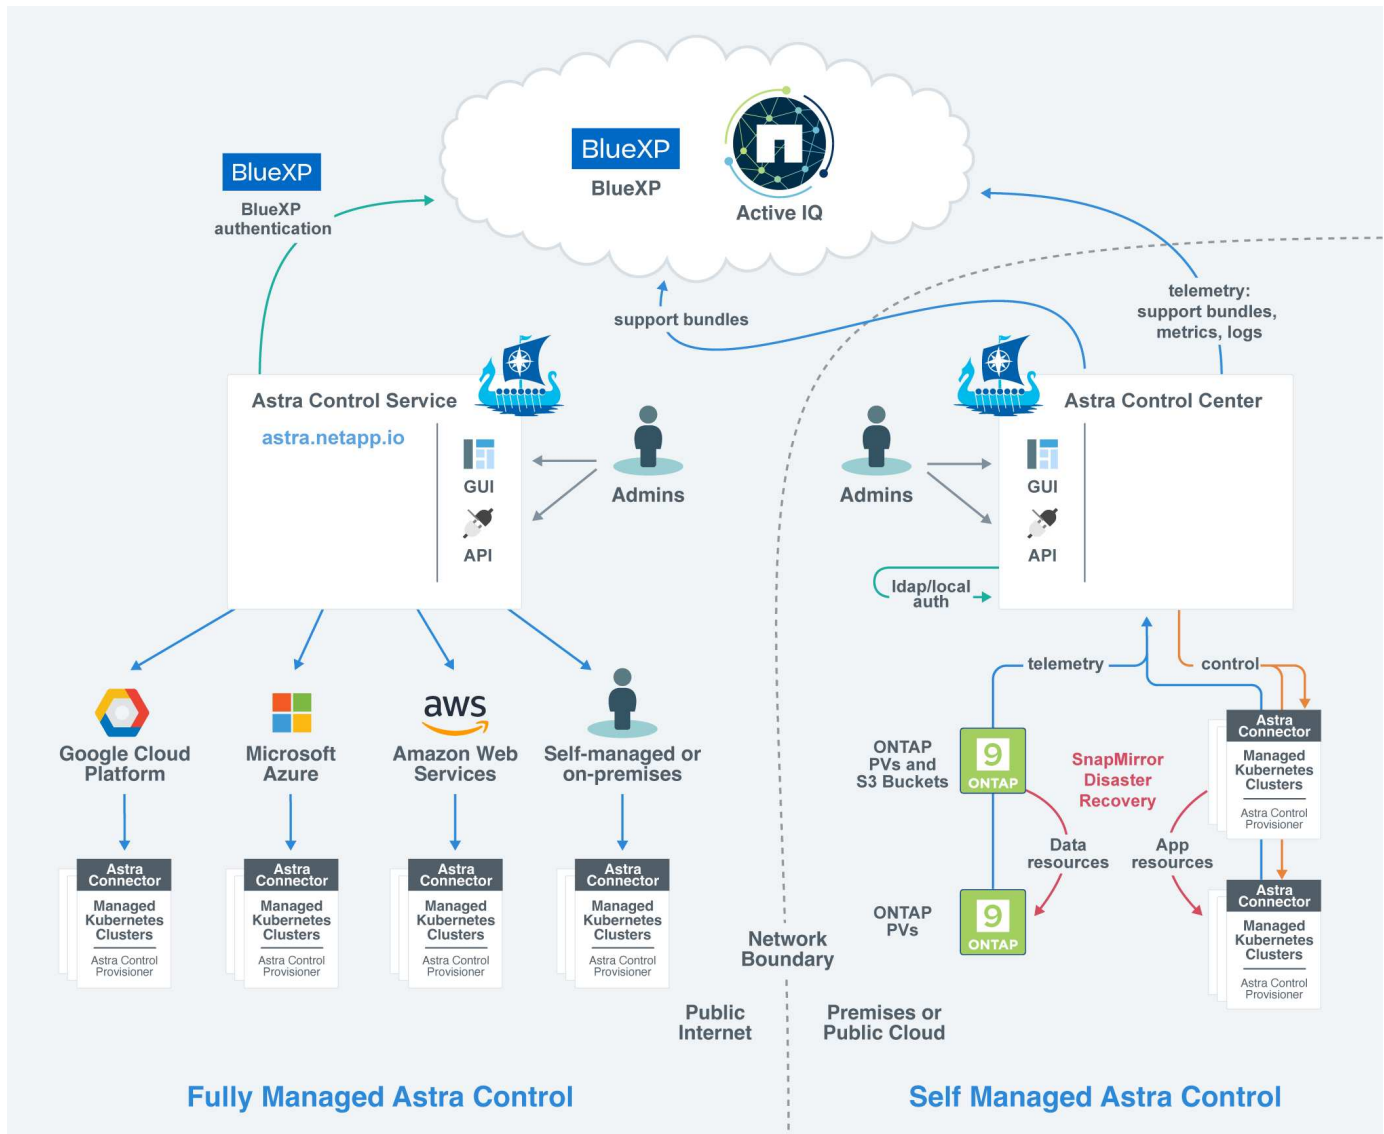 BlueXP
BlueXP
Active IQ
BlueXP
BlueXP
authentication
support bundles
telemetry:
support bundles,
metrics, logs
Astra Control Service
astra.netapp.io
GUI
API
Admins
Admins
Astra Control Center
GUI
API
ldap/local
auth
Google Cloud
Platform
Microsoft
Azure
aws
Amazon Web
Services
Self-managed or
on-premises
Astra
Connector
Managed
Kubernetes
Clusters
Astra Control
Provisioner
Astra
Connector
Managed
Kubernetes
Clusters
Astra Control
Provisioner
Astra
Connector
Managed
Kubernetes
Clusters
Astra Control
Provisioner
Astra
Connector
Managed
Kubernetes
Clusters
Astra Control
Provisioner
telemetry
control
ONTAP
PVs and
S3 Buckets
9
ONTAP
SnapMirror
Disaster
Recovery
Astra
Connector
Managed
Kubernetes
Clusters
Astra Control
Provisioner
Data
resources
App
resources
ONTAP
PVs
9
ONTAP
Astra
Connector
Managed
Kubernetes
Clusters
Astra Control
Provisioner
Network
Boundary
Public
Internet
Premises or
Public Cloud
Fully Managed Astra Control
Self Managed Astra Control